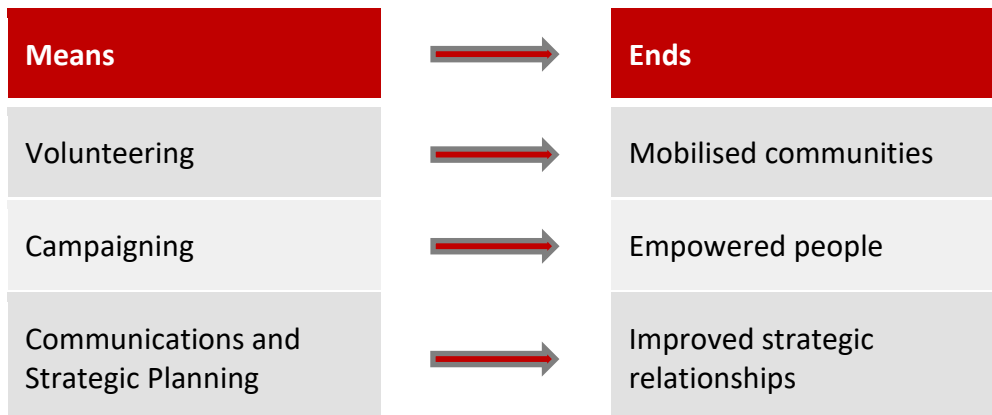 Means Ends
Volunteering Mobilised communities
Campaigning Empowered people
Communications and Improved strategic
Strategic Planning relationships